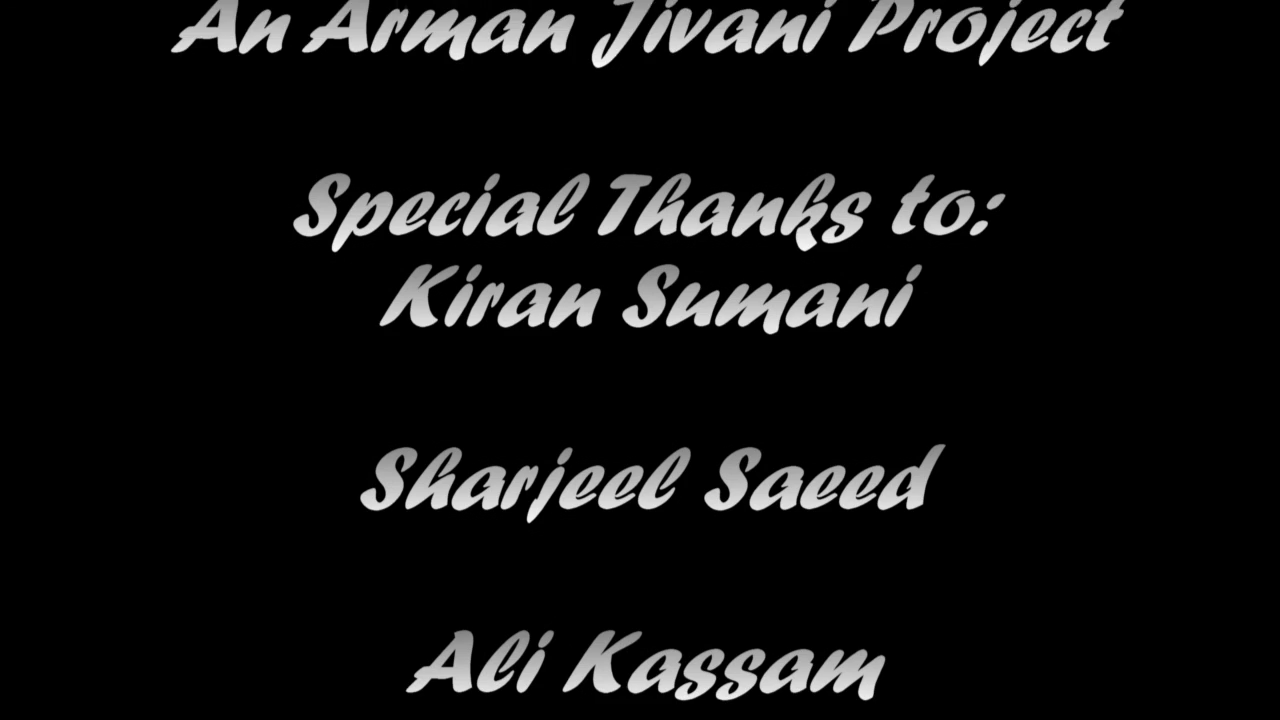 An Arman Jivani Project
Special Thanks to:
Kiran Sumani
Sharjeel Saeed
Ali Kassam